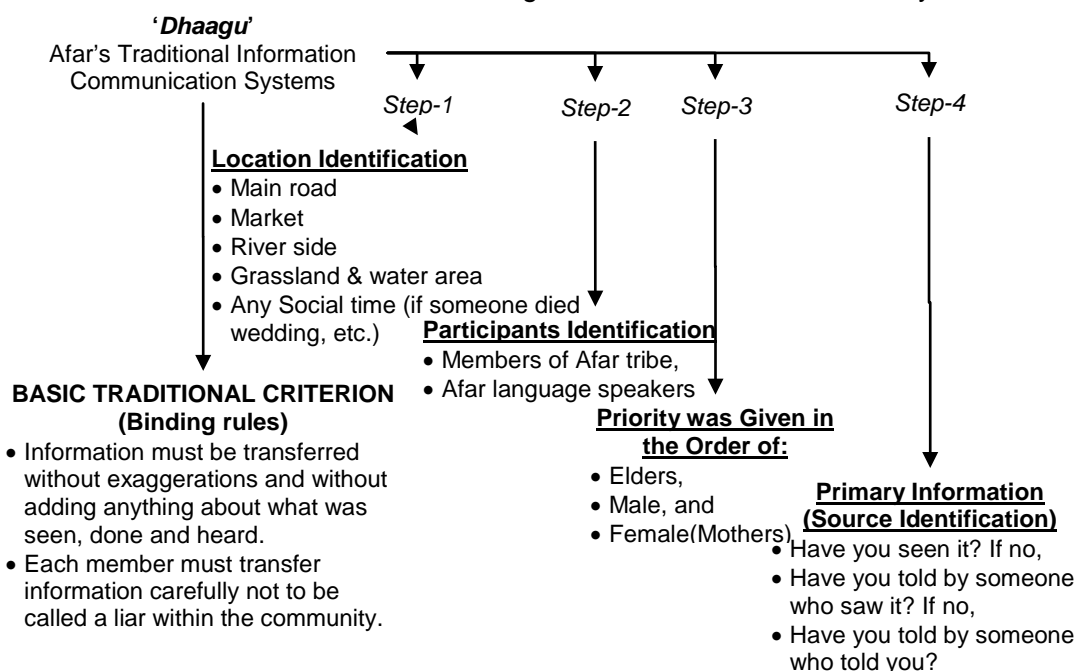 'Dhaagu'
Afar's Traditional Information
Communication Systems
Step-1
Step-2
Step-3
Step-4
Location Identification
• Main road
• Market
• River side
• Grassland & water area
• Any Social time (if someone died
wedding, etc.)
Participants Identification
• Members of Afar tribe,
• Afar language speakers
BASIC TRADITIONAL CRITERION
(Binding rules)
• Information must be transferred
without exaggerations and without
adding anything about what was
seen, done and heard.
• Each member must transfer
information carefully not to be
called a liar within the community.
Priority was Given in
the Order of:
• Elders,
• Male, and
• Female(Mothers)
Primary Information
(Source Identification)
• Have you seen it? If no,
• Have you told by someone
who saw it? If no,
• Have you told by someone
who told you?